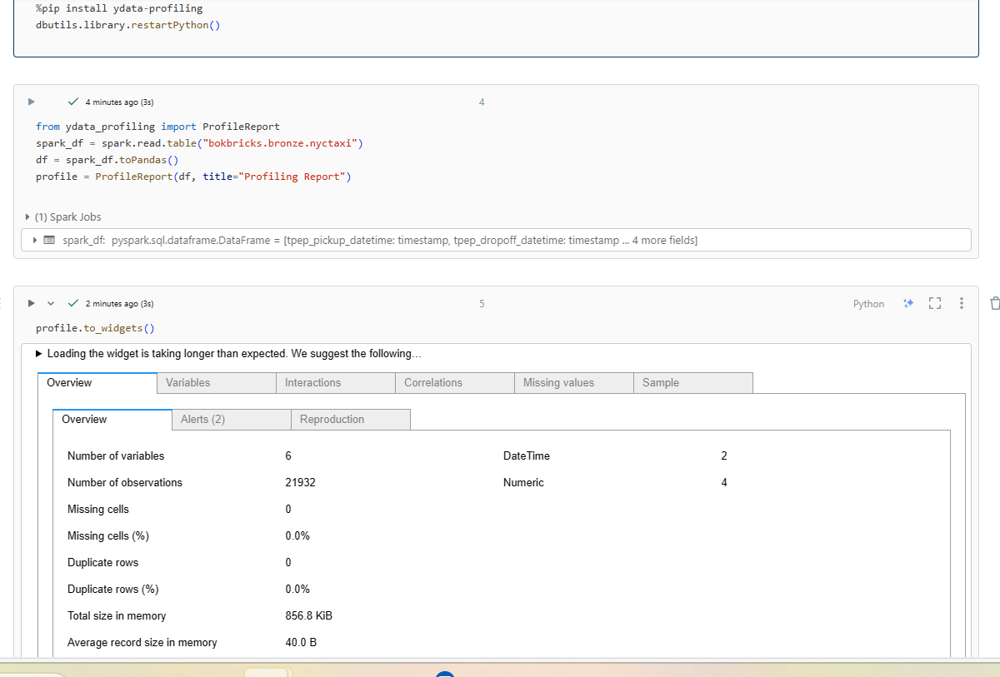 %pip install ydata-profiling
dbutils.library.restartPython()
4 minutes ago (3s)
4
from ydata_profiling import ProfileReport
spark_df = spark.read.table("bokbricks.bronze.nyctaxi")
df = spark_df.toPandas()
profile = ProfileReport(df, title="Profiling Report")
(1) Spark Jobs
spark_df: pyspark.sql.dataframe.DataFrame = [tpep_pickup_datetime: timestamp, tpep_dropoff_datetime: timestamp ... 4 more fields]
2 minutes ago (3s)
5
Python
profile.to_widgets()
Loading the widget is taking longer than expected. We suggest the following...
Overview Variables Interactions Correlations Missing values Sample
Overview Alerts (2) Reproduction
Number of variables 6 DateTime 2
Number of observations 21932 Numeric 4
Missing cells 0
Missing cells (%) 0.0%
Duplicate rows 0
Duplicate rows (%) 0.0%
Total size in memory 856.8 KiB
Average record size in memory 40.0 B